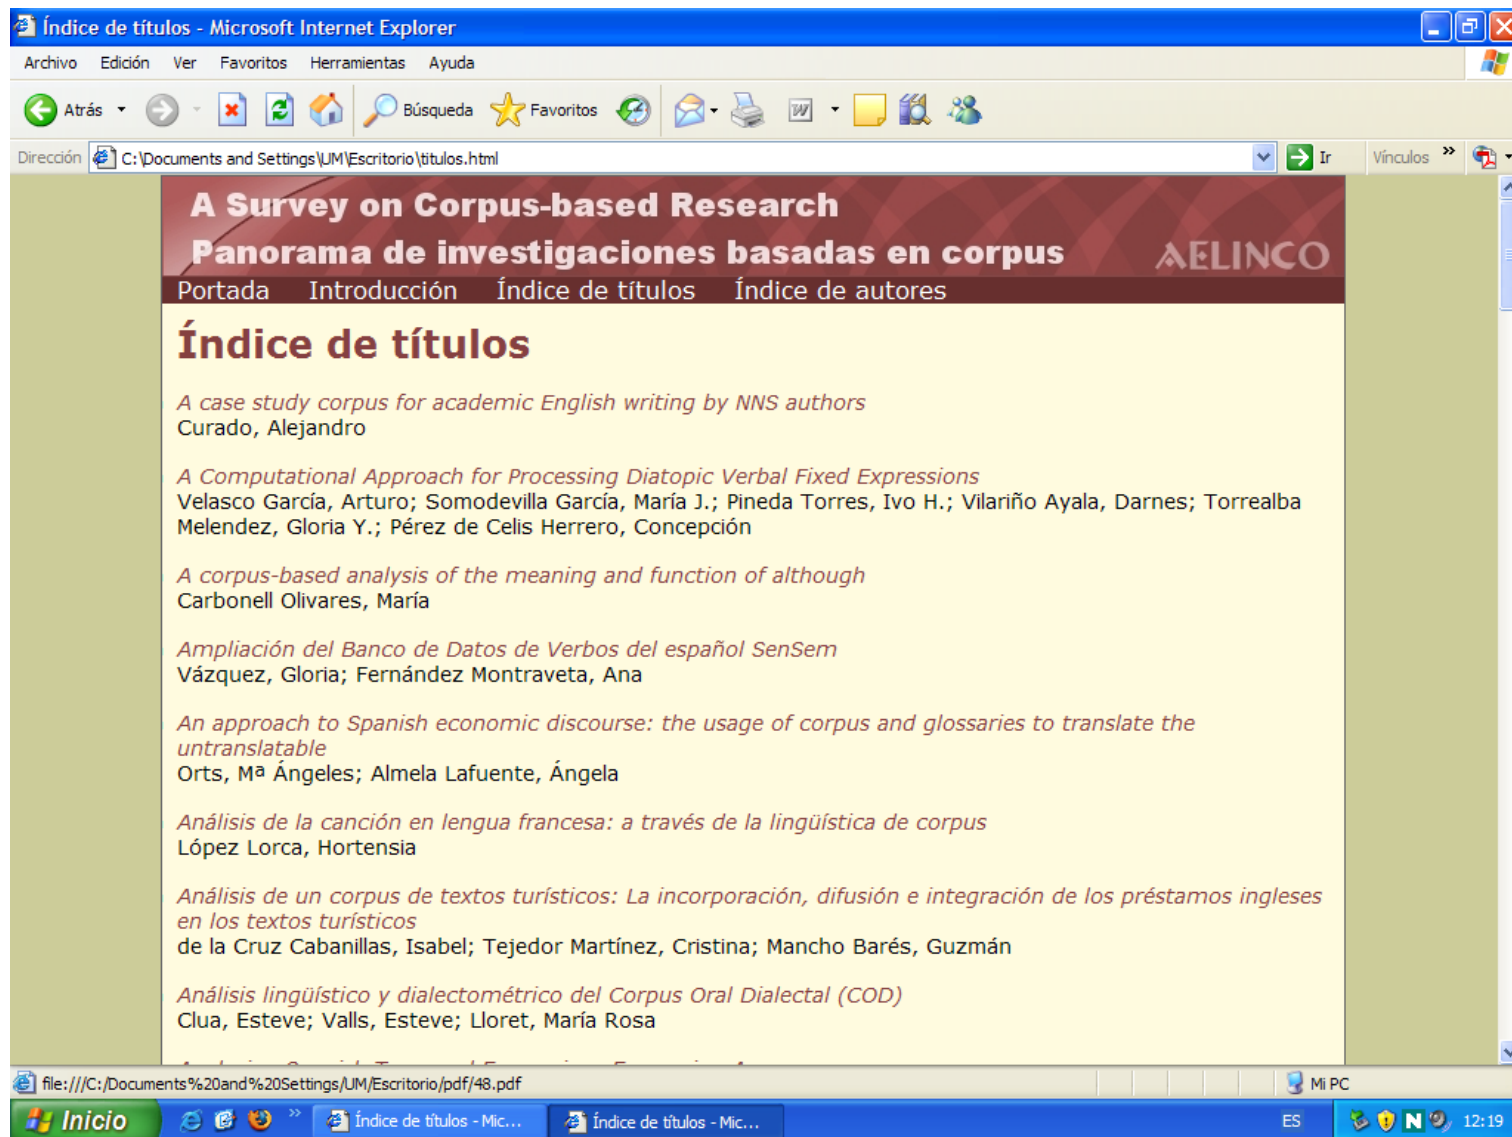 Índice de títulos - Microsoft Internet Explorer
Archivo Edición Ver Favoritos Herramientas Ayuda
Atrás Búsqueda Favoritos
Dirección C:\Documents and Settings\UM\Escritorio\titulos.html Ir Vínculos »
A Survey on Corpus-based Research
Panorama de investigaciones basadas en corpus AELINCO
Portada Introducción Índice de títulos Índice de autores
Índice de títulos
A case study corpus for academic English writing by NNS authors
Curado, Alejandro
A Computational Approach for Processing Diatopic Verbal Fixed Expressions
Velasco García, Arturo; Somodevilla García, María J.; Pineda Torres, Ivo H.; Vilariño Ayala, Darnes; Torrealba
Melendez, Gloria Y.; Pérez de Celis Herrero, Concepción
A corpus-based analysis of the meaning and function of although
Carbonell Olivares, María
Ampliación del Banco de Datos de Verbos del español SenSem
Vázquez, Gloria; Fernández Montraveta, Ana
An approach to Spanish economic discourse: the usage of corpus and glossaries to translate the
untranslatable
Orts, Mª Ángeles; Almela Lafuente, Ángela
Análisis de la canción en lengua francesa: a través de la lingüística de corpus
López Lorca, Hortensia
Análisis de un corpus de textos turísticos: La incorporación, difusión e integración de los préstamos ingleses
en los textos turísticos
de la Cruz Cabanillas, Isabel; Tejedor Martínez, Cristina; Mancho Barés, Guzmán
Análisis lingüístico y dialectométrico del Corpus Oral Dialectal (COD)
Clua, Esteve; Valls, Esteve; Lloret, María Rosa
file:///C:/Documents%20and%20Settings/UM/Escritorio/pdf/48.pdf Mi PC
Inicio » Índice de títulos - Mic... Índice de títulos - Mic... ES N 12:19